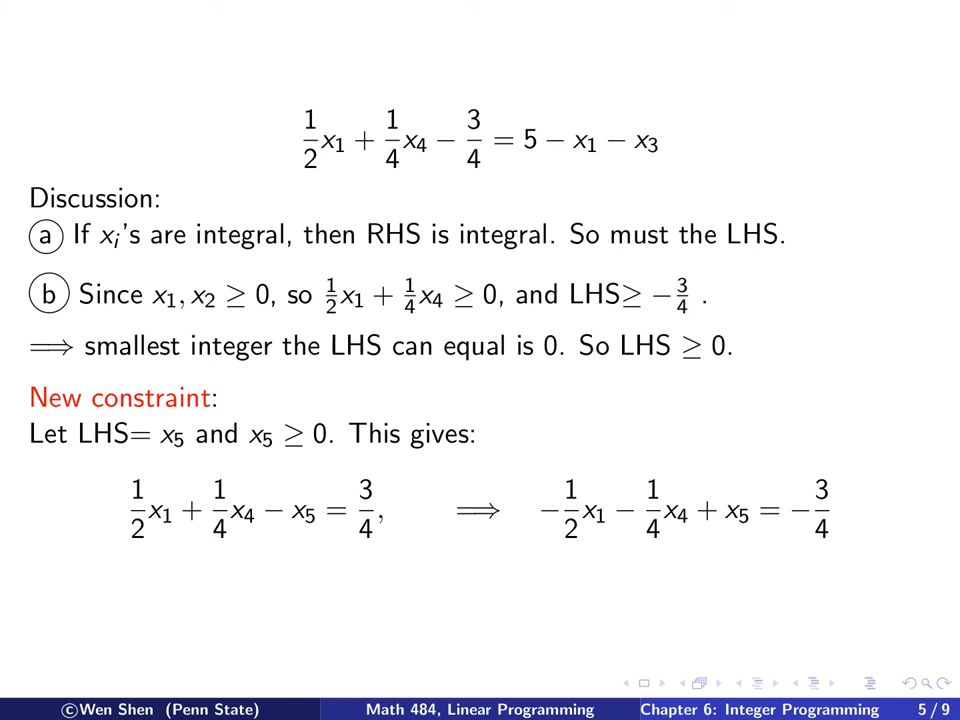 1/2 x₁ + 1/4 x₄ − 3/4 = 5 − x₁ − x₃
Discussion:
ⓐ If xᵢ's are integral, then RHS is integral. So must the LHS.
ⓑ Since x₁, x₂ ≥ 0, so 1/2 x₁ + 1/4 x₄ ≥ 0, and LHS≥ −3/4 .
⟹ smallest integer the LHS can equal is 0. So LHS ≥ 0.
New constraint:
Let LHS= x₅ and x₅ ≥ 0. This gives:
1/2 x₁ + 1/4 x₄ − x₅ = 3/4, ⟹ −1/2 x₁ − 1/4 x₄ + x₅ = −3/4
©Wen Shen (Penn State) Math 484, Linear Programming Chapter 6: Integer Programming 5 / 9